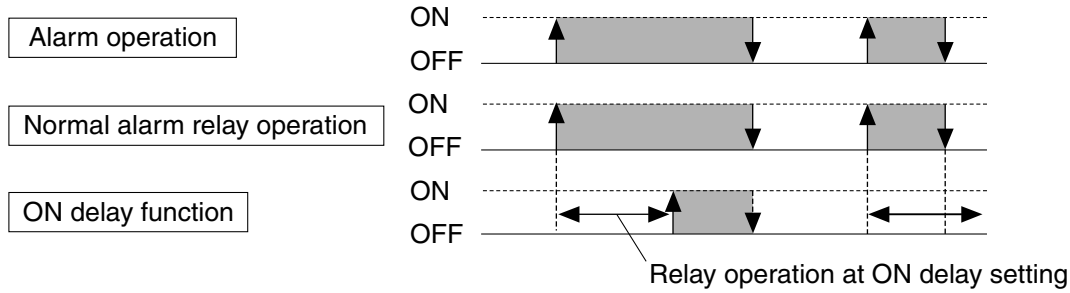 Alarm operation
ON
OFF
Normal alarm relay operation
ON
OFF
ON delay function
ON
OFF
Relay operation at ON delay setting